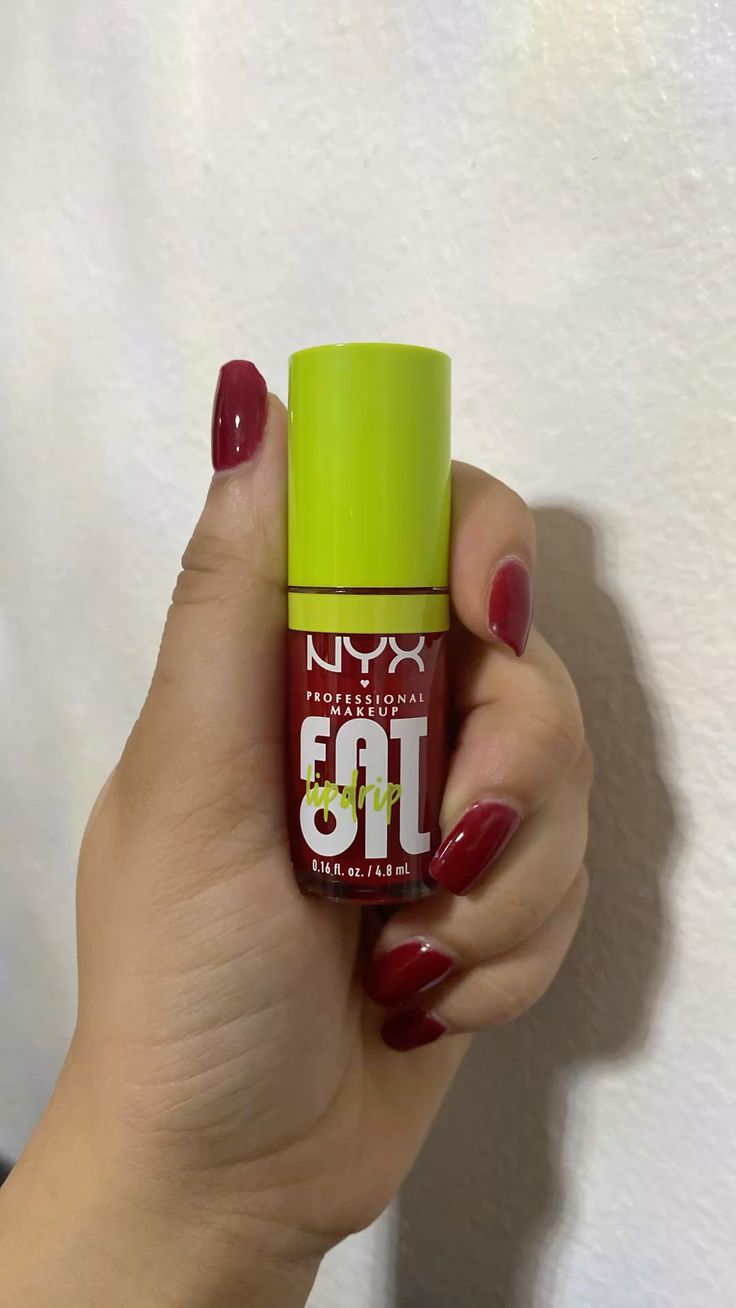 NYX
PROFESSIONAL
MAKEUP
FAT
lip drip
OIL
0.16 fl. oz. / 4.8 mL